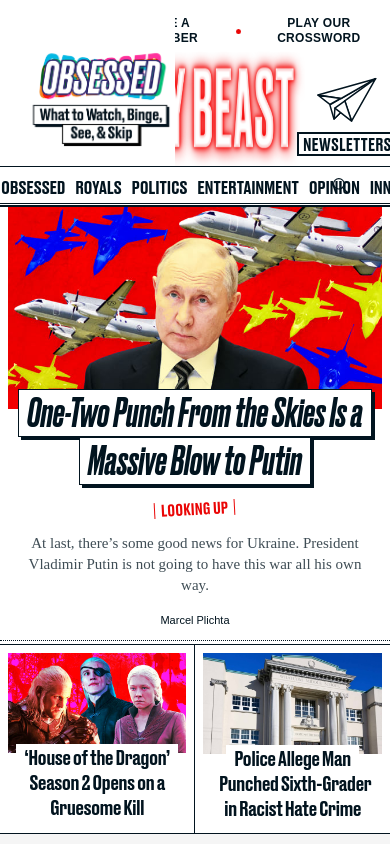 PLAY OUR
CROSSWORD
OBSESSED
What to Watch, Binge,
See, & Skip
BEAST
NEWSLETTERS
OBSESSED ROYALS POLITICS ENTERTAINMENT OPINION INN
One-Two Punch From the Skies Is a
Massive Blow to Putin
LOOKING UP
At last, there’s some good news for Ukraine. President
Vladimir Putin is not going to have this war all his own
way.
Marcel Plichta
‘House of the Dragon’
Season 2 Opens on a
Gruesome Kill
Police Allege Man
Punched Sixth-Grader
in Racist Hate Crime